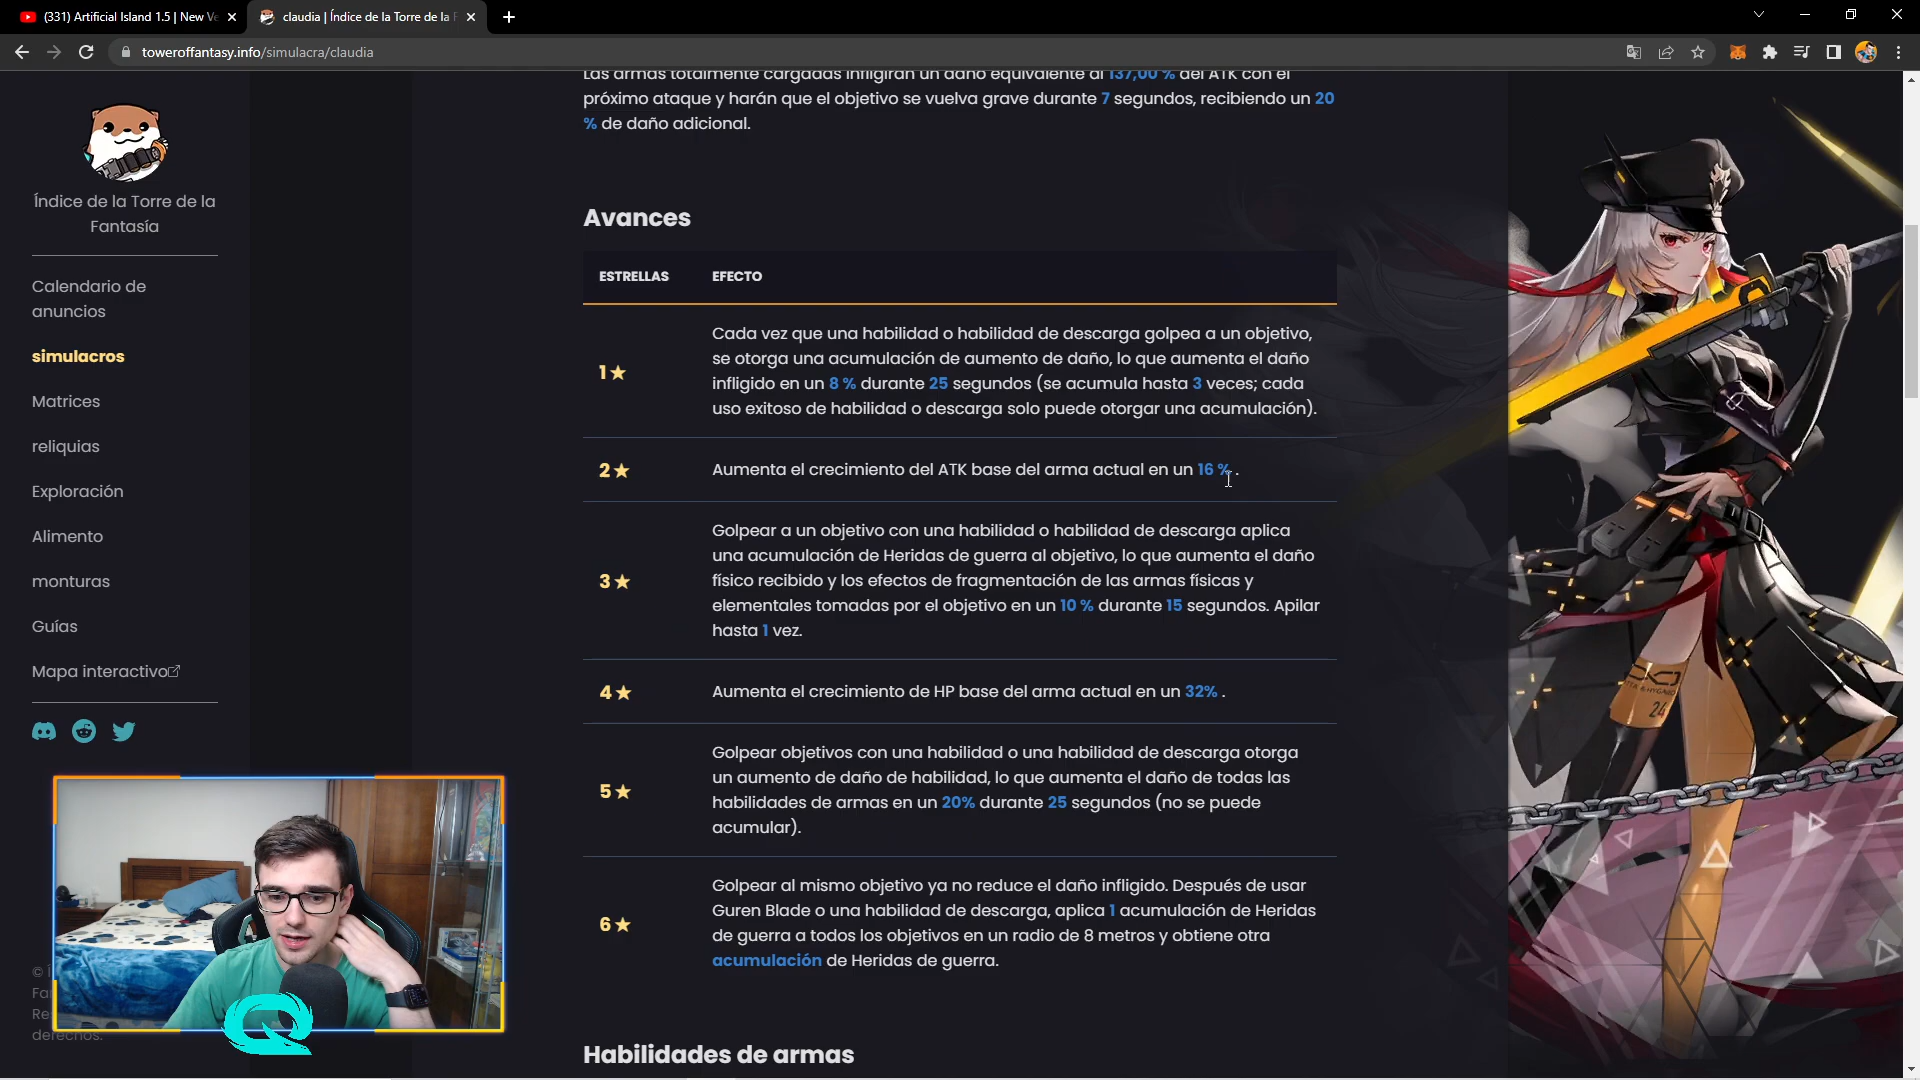 (331) Artificial Island 1.5 | New Ve
claudia | Índice de la Torre de la F
toweroffantasy.info/simulacra/claudia
Las armas totalmente cargadas infligirán un daño equivalente al 137,00 % del ATK con el
próximo ataque y harán que el objetivo se vuelva grave durante 7 segundos, recibiendo un 20
% de daño adicional.
Índice de la Torre de la
Fantasía
Calendario de
anuncios
simulacros
Matrices
reliquias
Exploración
Alimento
monturas
Guías
Mapa interactivo
Avances
ESTRELLAS EFECTO
Cada vez que una habilidad o habilidad de descarga golpea a un objetivo,
se otorga una acumulación de aumento de daño, lo que aumenta el daño
1★
infligido en un 8 % durante 25 segundos (se acumula hasta 3 veces; cada
uso exitoso de habilidad o descarga solo puede otorgar una acumulación).
2★ Aumenta el crecimiento del ATK base del arma actual en un 16 % .
Golpear a un objetivo con una habilidad o habilidad de descarga aplica
una acumulación de Heridas de guerra al objetivo, lo que aumenta el daño
3★ físico recibido y los efectos de fragmentación de las armas físicas y
elementales tomadas por el objetivo en un 10 % durante 15 segundos. Apilar
hasta 1 vez.
4★ Aumenta el crecimiento de HP base del arma actual en un 32% .
Golpear objetivos con una habilidad o una habilidad de descarga otorga
un aumento de daño de habilidad, lo que aumenta el daño de todas las
5★
habilidades de armas en un 20% durante 25 segundos (no se puede
acumular).
Golpear al mismo objetivo ya no reduce el daño infligido. Después de usar
Guren Blade o una habilidad de descarga, aplica 1 acumulación de Heridas
6★
de guerra a todos los objetivos en un radio de 8 metros y obtiene otra
acumulación de Heridas de guerra.
Habilidades de armas
© Í
Fa
Re
derechos.
24